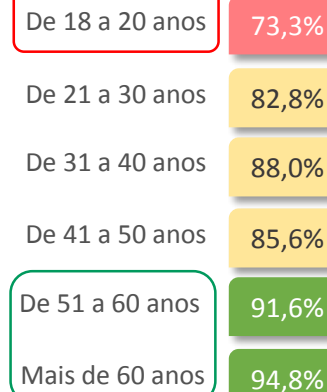 De 18 a 20 anos 73,3%
De 21 a 30 anos 82,8%
De 31 a 40 anos 88,0%
De 41 a 50 anos 85,6%
De 51 a 60 anos 91,6%
Mais de 60 anos 94,8%